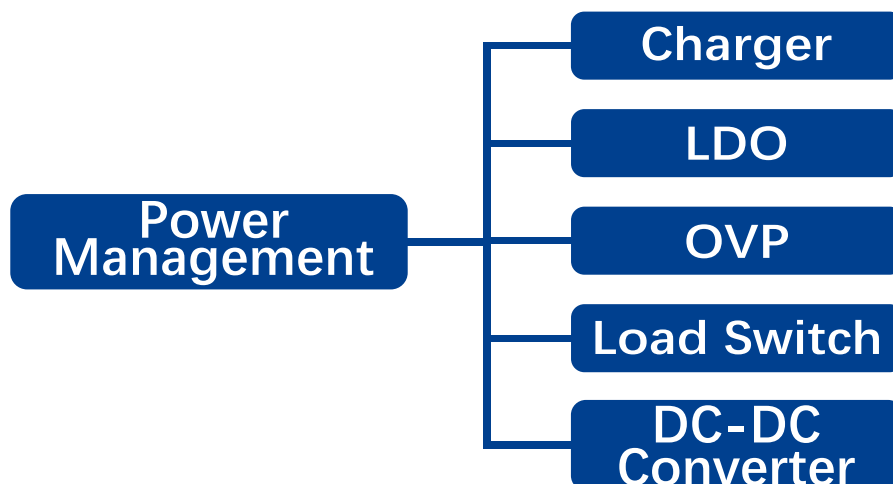 Charger
LDO
Power
Management
OVP
Load Switch
DC-DC
Converter